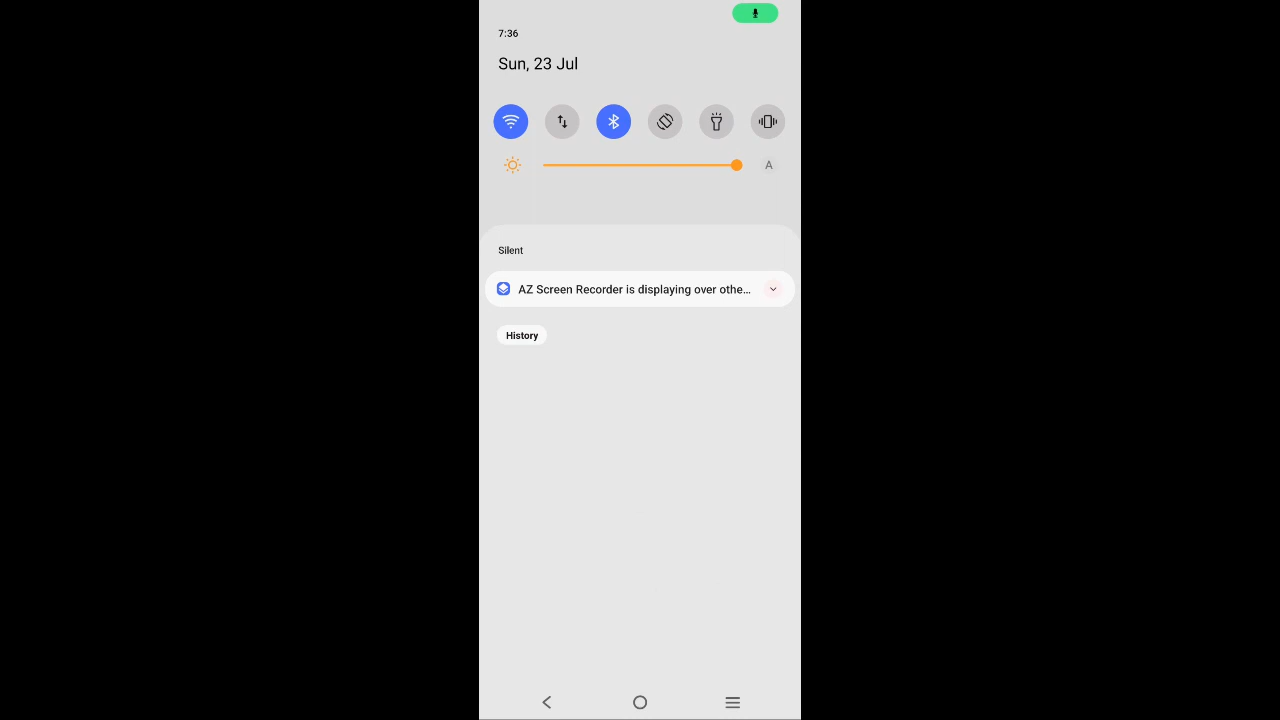 7:36
Sun, 23 Jul
A
Silent
AZ Screen Recorder is displaying over othe...
History